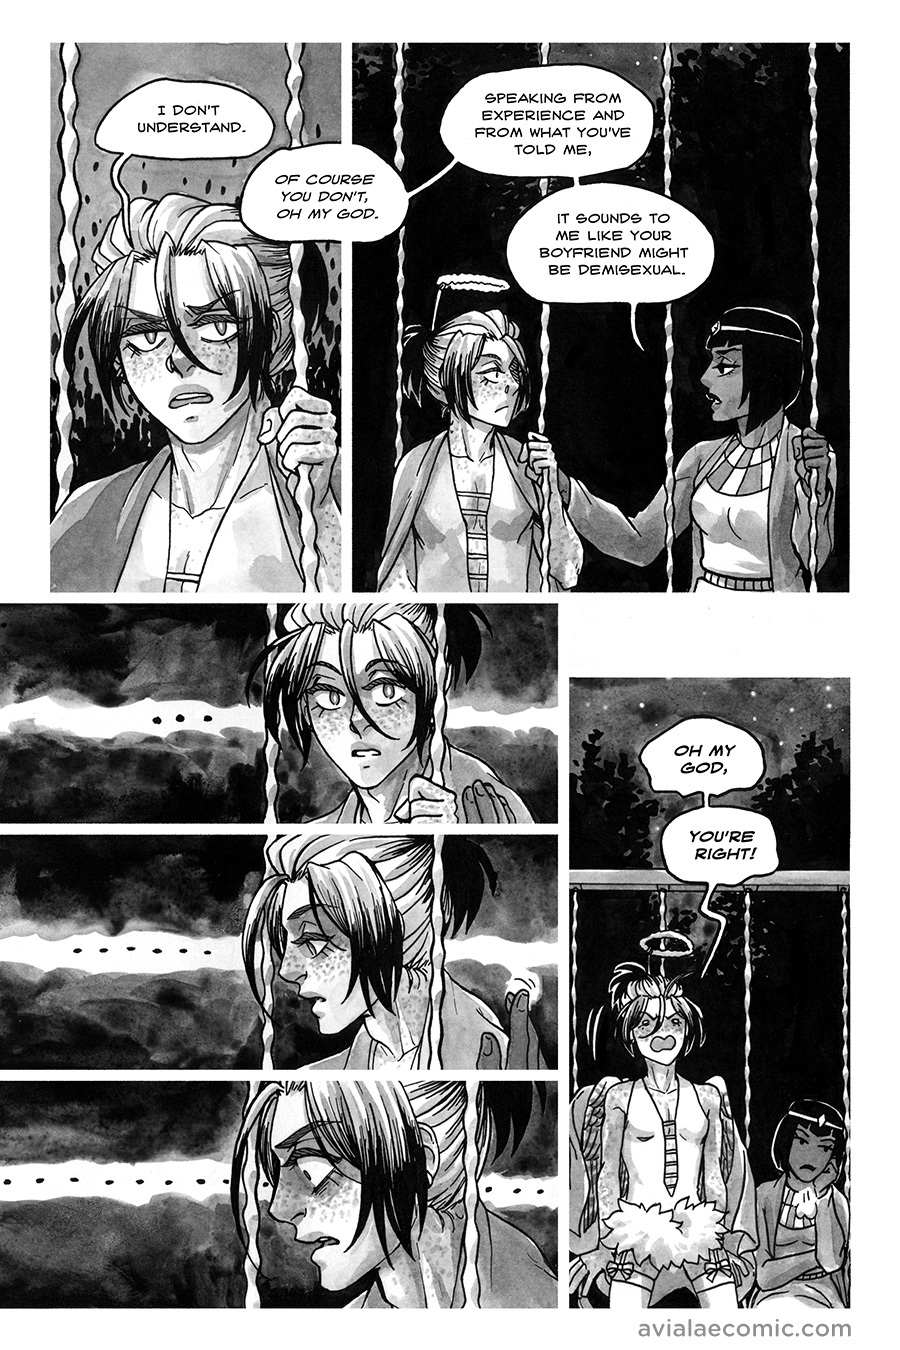 I DON'T
UNDERSTAND.
OF COURSE
YOU DON'T,
OH MY GOD.
SPEAKING FROM
EXPERIENCE AND
FROM WHAT YOU'VE
TOLD ME,
IT SOUNDS TO
ME LIKE YOUR
BOYFRIEND MIGHT
BE DEMISEXUAL.
. . .
. . . . .
. . . . . . . . .
OH MY
GOD,
YOU'RE
RIGHT!
avialaecomic.com